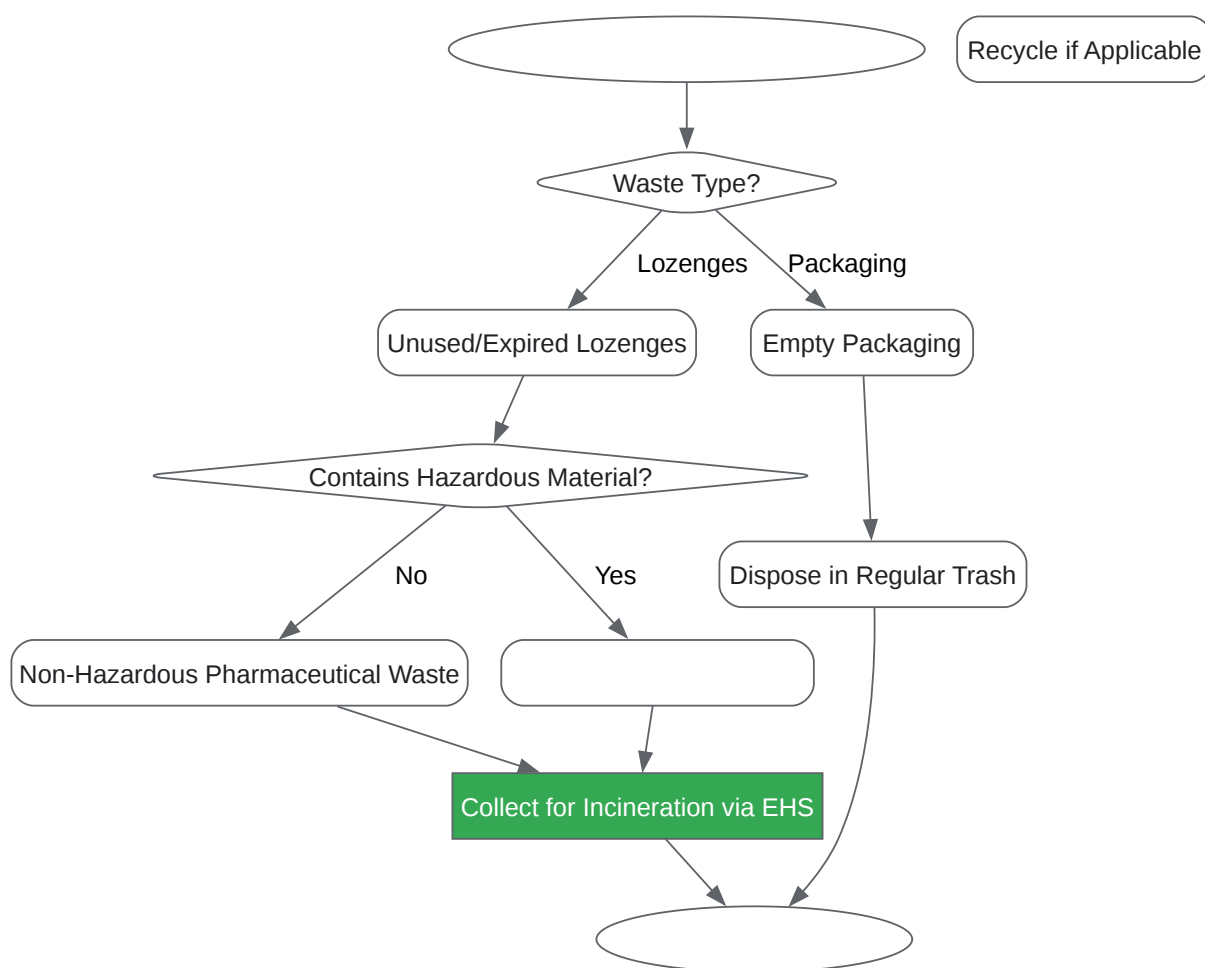 Recycle if Applicable
Waste Type?
Lozenges
Packaging
Unused/Expired Lozenges
Empty Packaging
Contains Hazardous Material?
No
Yes
Dispose in Regular Trash
Non-Hazardous Pharmaceutical Waste
Collect for Incineration via EHS